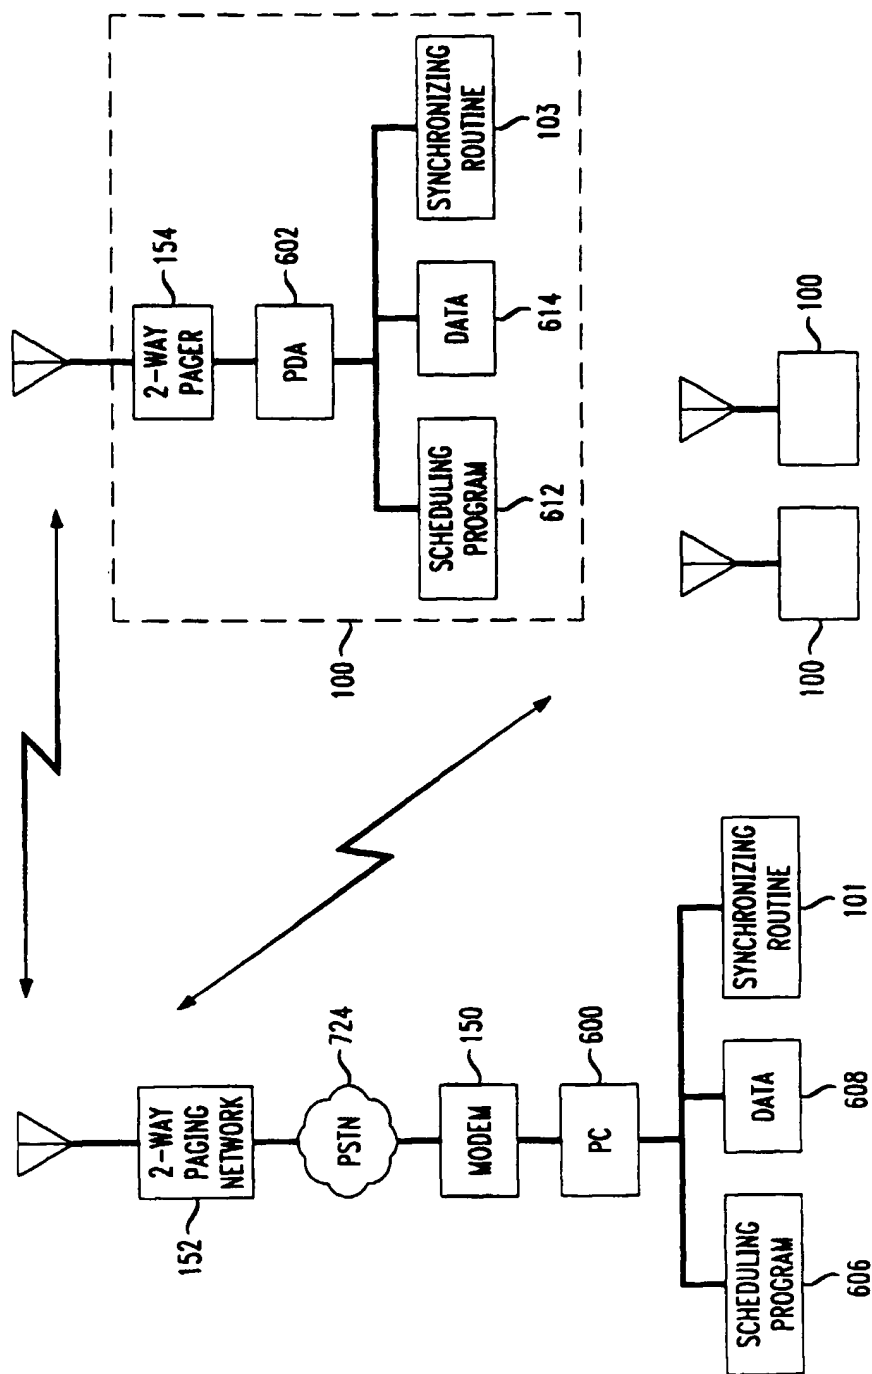 2-WAY
PAGING
NETWORK
152
PSTN
724
MODEM
150
PC
600
SCHEDULING
PROGRAM
606
DATA
608
SYNCHRONIZING
ROUTINE
101
2-WAY
PAGER
154
PDA
602
SCHEDULING
PROGRAM
612
DATA
614
SYNCHRONIZING
ROUTINE
103
100
100
100